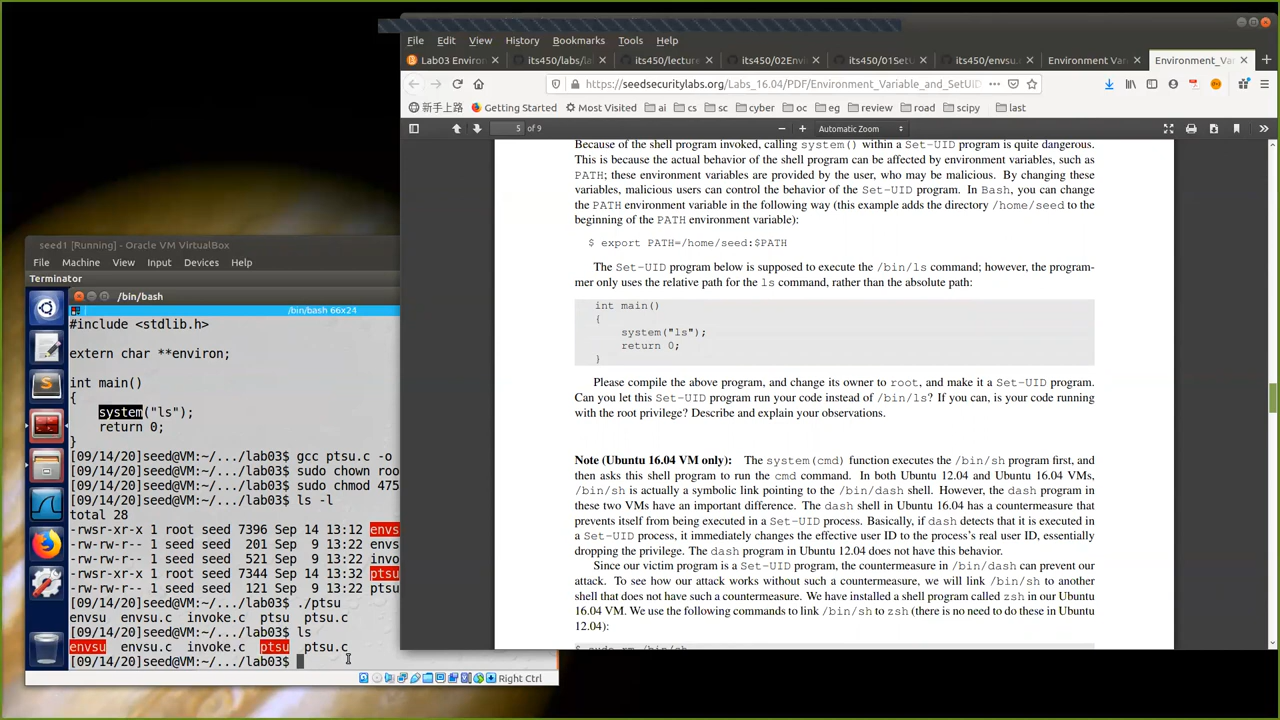 File Edit View History Bookmarks Tools Help
Lab03 Environ its450/labs/la its450/lecture its450/02Envi its450/01SetU its450/envsu.c Environment Var Environment_Va
https://seedsecuritylabs.org/Labs_16.04/PDF/Environment_Variable_and_SetUID
新手上路 Getting Started Most Visited ai cs sc cyber oc eg review road scipy last
5 of 9 Automatic Zoom
Because of the shell program invoked, calling system() within a Set-UID program is quite dangerous.
This is because the actual behavior of the shell program can be affected by environment variables, such as
PATH; these environment variables are provided by the user, who may be malicious. By changing these
variables, malicious users can control the behavior of the Set-UID program. In Bash, you can change
the PATH environment variable in the following way (this example adds the directory /home/seed to the
beginning of the PATH environment variable):
$ export PATH=/home/seed:$PATH
The Set-UID program below is supposed to execute the /bin/ls command; however, the program-
mer only uses the relative path for the ls command, rather than the absolute path:
int main()
{
system("ls");
return 0;
}
Please compile the above program, and change its owner to root, and make it a Set-UID program.
Can you let this Set-UID program run your code instead of /bin/ls? If you can, is your code running
with the root privilege? Describe and explain your observations.
Note (Ubuntu 16.04 VM only): The system(cmd) function executes the /bin/sh program first, and
then asks this shell program to run the cmd command. In both Ubuntu 12.04 and Ubuntu 16.04 VMs,
/bin/sh is actually a symbolic link pointing to the /bin/dash shell. However, the dash program in
these two VMs have an important difference. The dash shell in Ubuntu 16.04 has a countermeasure that
prevents itself from being executed in a Set-UID process. Basically, if dash detects that it is executed in
a Set-UID process, it immediately changes the effective user ID to the process's real user ID, essentially
dropping the privilege. The dash program in Ubuntu 12.04 does not have this behavior.
Since our victim program is a Set-UID program, the countermeasure in /bin/dash can prevent our
attack. To see how our attack works without such a countermeasure, we will link /bin/sh to another
shell that does not have such a countermeasure. We have installed a shell program called zsh in our Ubuntu
16.04 VM. We use the following commands to link /bin/sh to zsh (there is no need to do these in Ubuntu
12.04):
$ sudo rm /bin/sh
seed1 [Running] - Oracle VM VirtualBox
File Machine View Input Devices Help
Terminator
/bin/bash
/bin/bash 66x24
#include <stdlib.h>
extern char **environ;
int main()
{
system("ls");
return 0;
}
[09/14/20]seed@VM:~/.../lab03$ gcc ptsu.c -o
[09/14/20]seed@VM:~/.../lab03$ sudo chown roo
[09/14/20]seed@VM:~/.../lab03$ sudo chmod 475
[09/14/20]seed@VM:~/.../lab03$ ls -l
total 28
-rwsr-xr-x 1 root seed 7396 Sep 14 13:12 envs
-rw-rw-r-- 1 seed seed 201 Sep 9 13:22 envs
-rw-rw-r-- 1 seed seed 521 Sep 9 13:22 invo
-rwsr-xr-x 1 root seed 7344 Sep 14 13:32 ptsu
-rw-rw-r-- 1 seed seed 121 Sep 9 13:22 ptsu
[09/14/20]seed@VM:~/.../lab03$ ./ptsu
envsu envsu.c invoke.c ptsu ptsu.c
[09/14/20]seed@VM:~/.../lab03$ ls
envsu envsu.c invoke.c ptsu ptsu.c
[09/14/20]seed@VM:~/.../lab03$
Right Ctrl